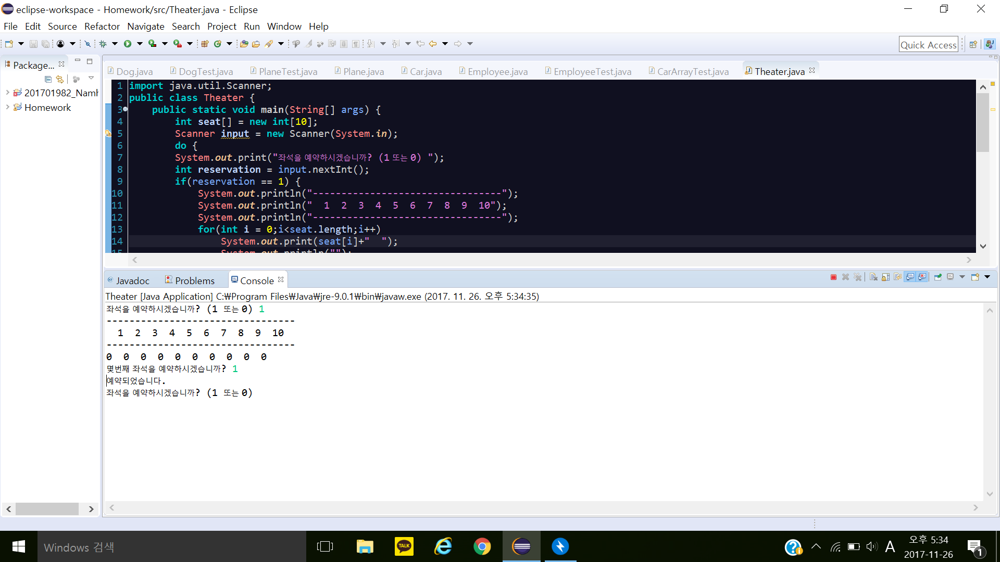 eclipse-workspace - Homework/src/Theater.java - Eclipse
File Edit Source Refactor Navigate Search Project Run Window Help
Quick Access
Package...
Dog.java DogTest.java PlaneTest.java Plane.java Car.java Employee.java EmployeeTest.java CarArrayTest.java Theater.java
201701982_Namh
Homework
1 import java.util.Scanner;
2 public class Theater {
3 public static void main(String[] args) {
4 int seat[] = new int[10];
5 Scanner input = new Scanner(System.in);
6 do {
7 System.out.print("좌석을 예약하시겠습니까? (1 또는 0) ");
8 int reservation = input.nextInt();
9 if(reservation == 1) {
10 System.out.println("---------------------------------");
11 System.out.println("  1  2  3  4  5  6  7  8  9  10");
12 System.out.println("---------------------------------");
13 for(int i = 0;i<seat.length;i++)
14 System.out.print(seat[i]+"  ");
15 System.out.println("");
Javadoc Problems Console
Theater [Java Application] C:₩Program Files₩Java₩jre-9.0.1₩bin₩javaw.exe (2017. 11. 26. 오후 5:34:35)
좌석을 예약하시겠습니까? (1 또는 0) 1
---------------------------------
1 2 3 4 5 6 7 8 9 10
---------------------------------
0 0 0 0 0 0 0 0 0 0
몇번째 좌석을 예약하시겠습니까? 1
예약되었습니다.
좌석을 예약하시겠습니까? (1 또는 0)
Windows 검색
TALK
A
오후 5:34
2017-11-26
1